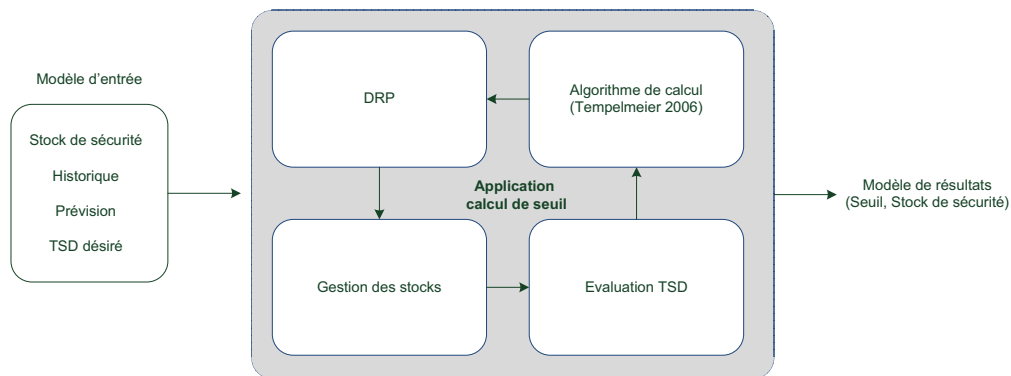 Modèle d'entrée
Stock de sécurité
Historique
Prévision
TSD désiré
DRP
Algorithme de calcul
(Tempelmeier 2006)
Application
calcul de seuil
Gestion des stocks
Evaluation TSD
Modèle de résultats
(Seuil, Stock de sécurité)